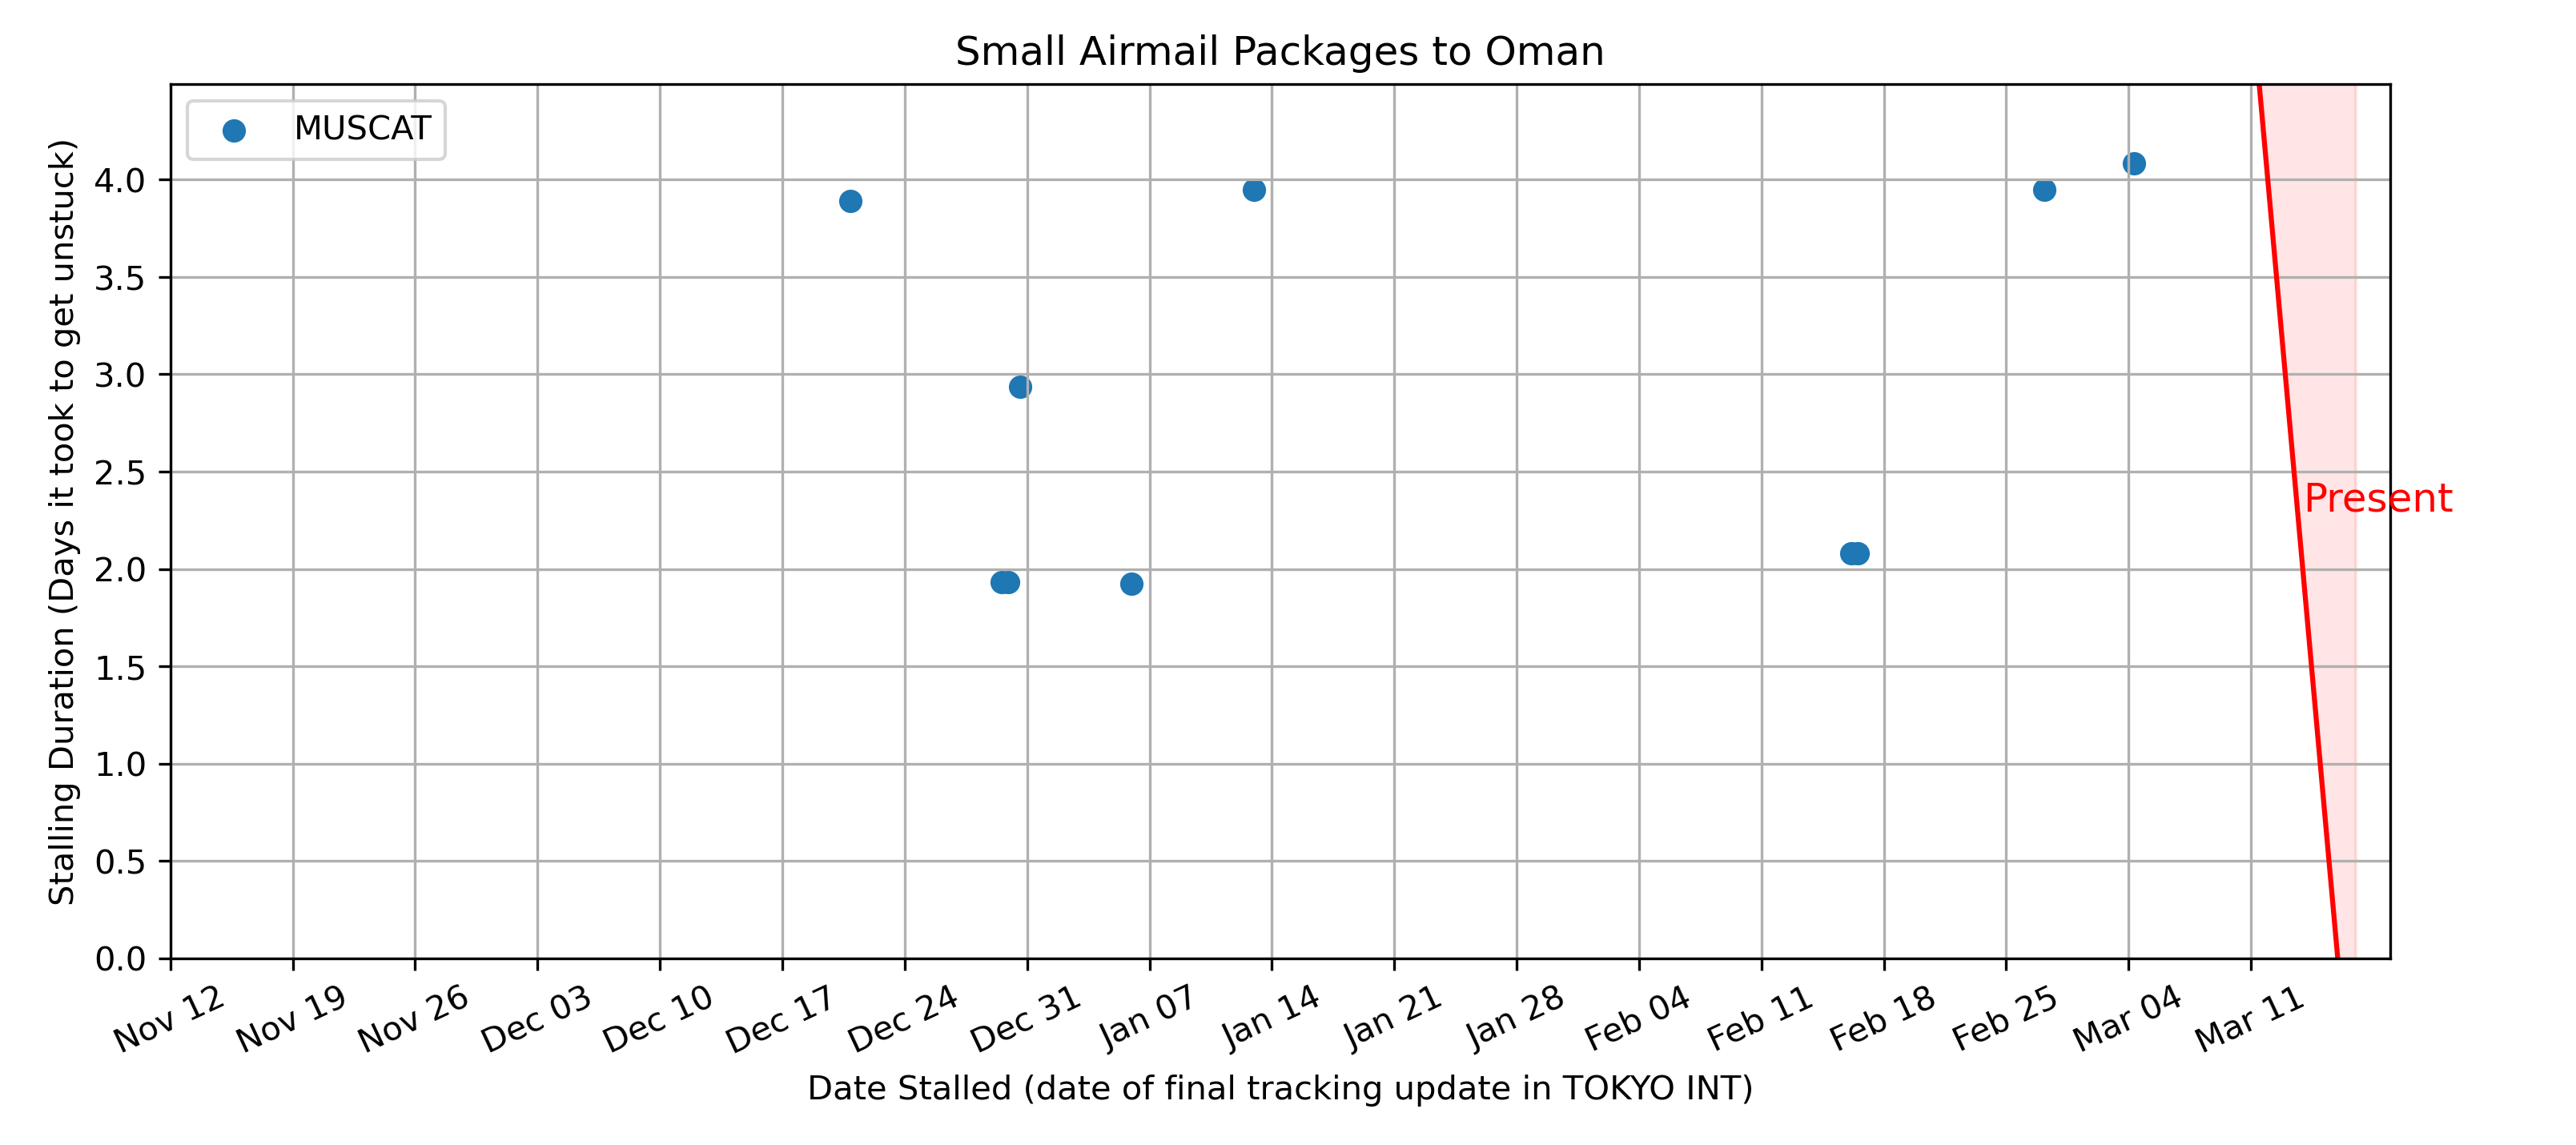 Small Airmail Packages to Oman
MUSCAT
Stalling Duration (Days it took to get unstuck)
4.0
3.5
3.0
2.5
2.0
1.5
1.0
0.5
0.0
Present
Nov 12 Nov 19 Nov 26 Dec 03 Dec 10 Dec 17 Dec 24 Dec 31 Jan 07 Jan 14 Jan 21 Jan 28 Feb 04 Feb 11 Feb 18 Feb 25 Mar 04 Mar 11
Date Stalled (date of final tracking update in TOKYO INT)